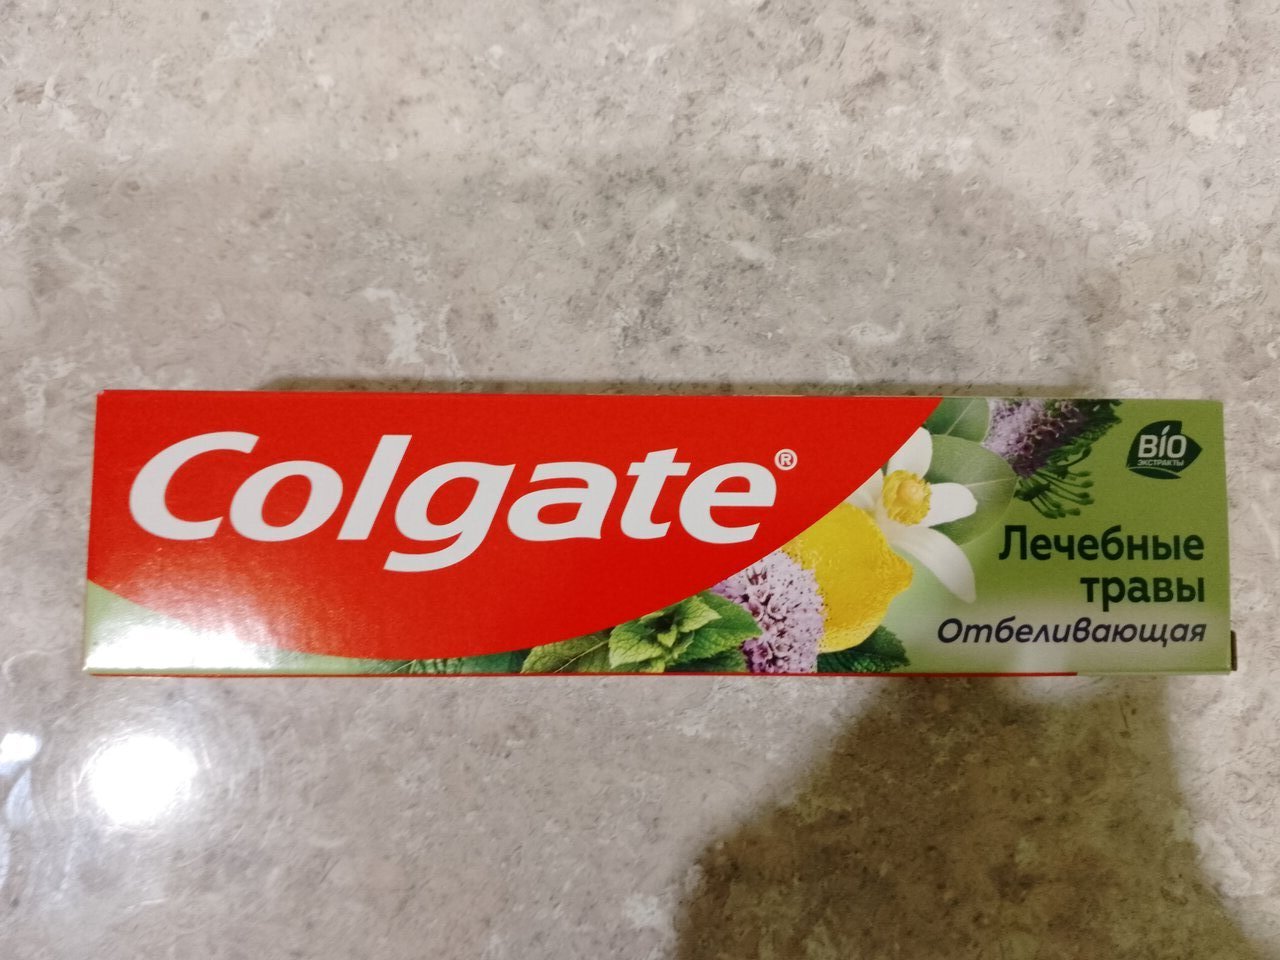 Colgate®
BIO
ЭКСТРАКТЫ
Лечебные
травы
Отбеливающая